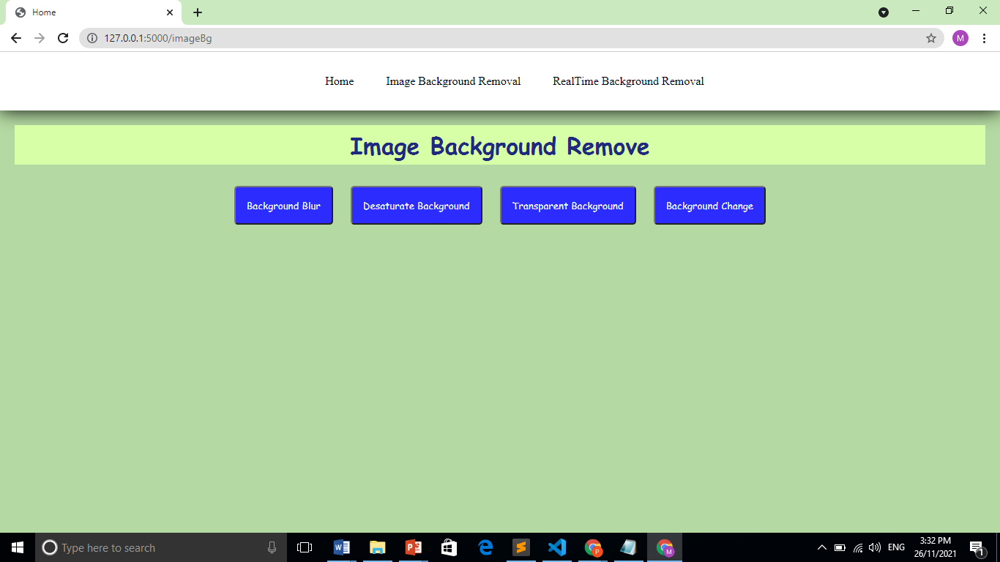 Home
127.0.0.1:5000/imageBg
M
Home Image Background Removal RealTime Background Removal
Image Background Remove
Background Blur Desaturate Background Transparent Background Background Change
Type here to search
P
M
ENG
3:32 PM
26/11/2021
1